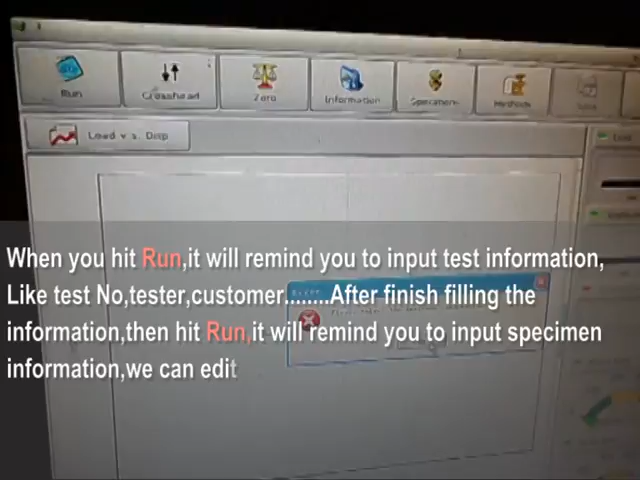 Run
Crosshead
Zero
Information
Specimen
Methods
Load v.s. Disp
When you hit Run,it will remind you to input test information,
Like test No,tester,customer........After finish filling the
information,then hit Run,it will remind you to input specimen
information,we can edit